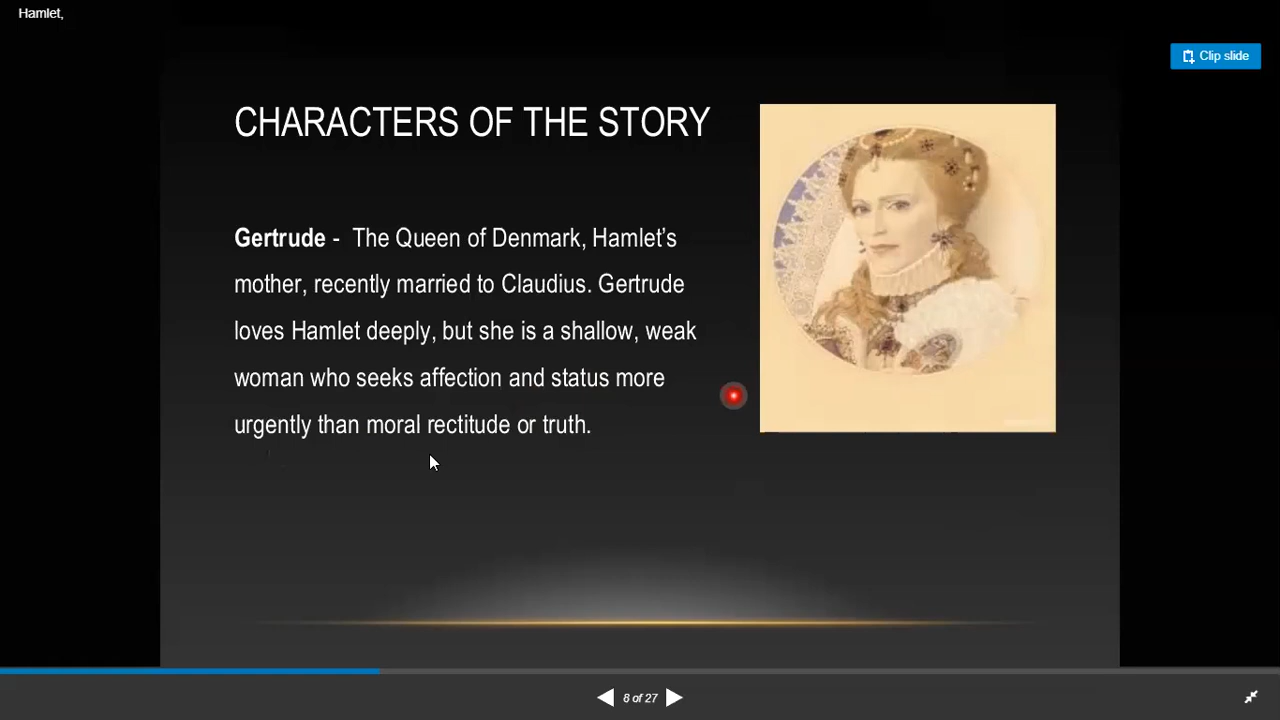 Hamlet,
Clip slide
CHARACTERS OF THE STORY
Gertrude - The Queen of Denmark, Hamlet's
mother, recently married to Claudius. Gertrude
loves Hamlet deeply, but she is a shallow, weak
woman who seeks affection and status more
urgently than moral rectitude or truth.
8 of 27